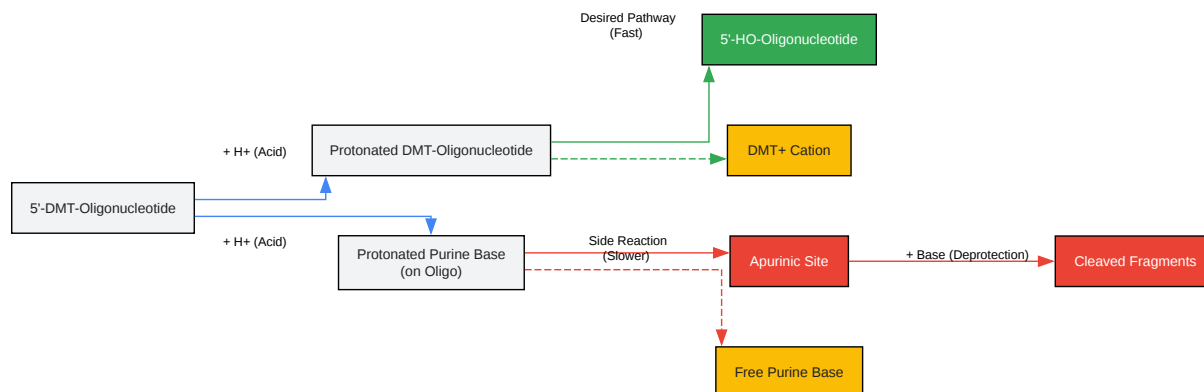 Desired Pathway
(Fast)
5'-HO-Oligonucleotide
+ H+ (Acid)
Protonated DMT-Oligonucleotide
DMT+ Cation
5'-DMT-Oligonucleotide
+ H+ (Acid)
Protonated Purine Base
(on Oligo)
Side Reaction
(Slower)
Apurinic Site
+ Base (Deprotection)
Cleaved Fragments
Free Purine Base